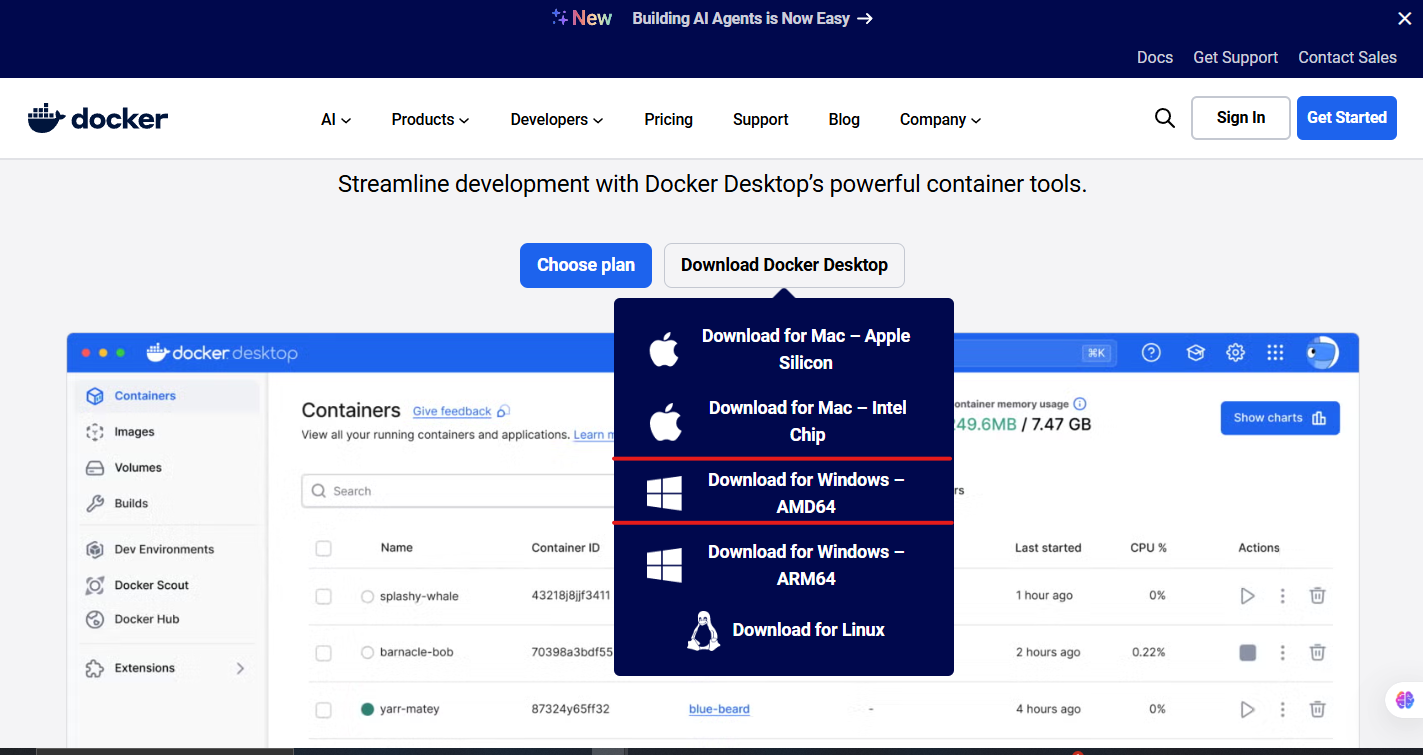 New Building AI Agents is Now Easy →
Docs Get Support Contact Sales
docker AI Products Developers Pricing Support Blog Company Sign In Get Started
Streamline development with Docker Desktop’s powerful container tools.
Choose plan Download Docker Desktop
Download for Mac – Apple
Silicon
Download for Mac – Intel
Chip
Download for Windows –
AMD64
Download for Windows –
ARM64
Download for Linux
docker desktop ⌘K
Containers
Images
Volumes
Builds
Dev Environments
Docker Scout
Docker Hub
Extensions
Containers Give feedback
View all your running containers and applications. Learn
ontainer memory usage
249.6MB / 7.47 GB
Show charts
Search
rs
Name Container ID Last started CPU % Actions
splashy-whale 43218j8jjf3411 1 hour ago 0%
barnacle-bob 70398a3bdf55 2 hours ago 0.22%
yarr-matey 87324y65ff32 blue-beard - 4 hours ago 0%